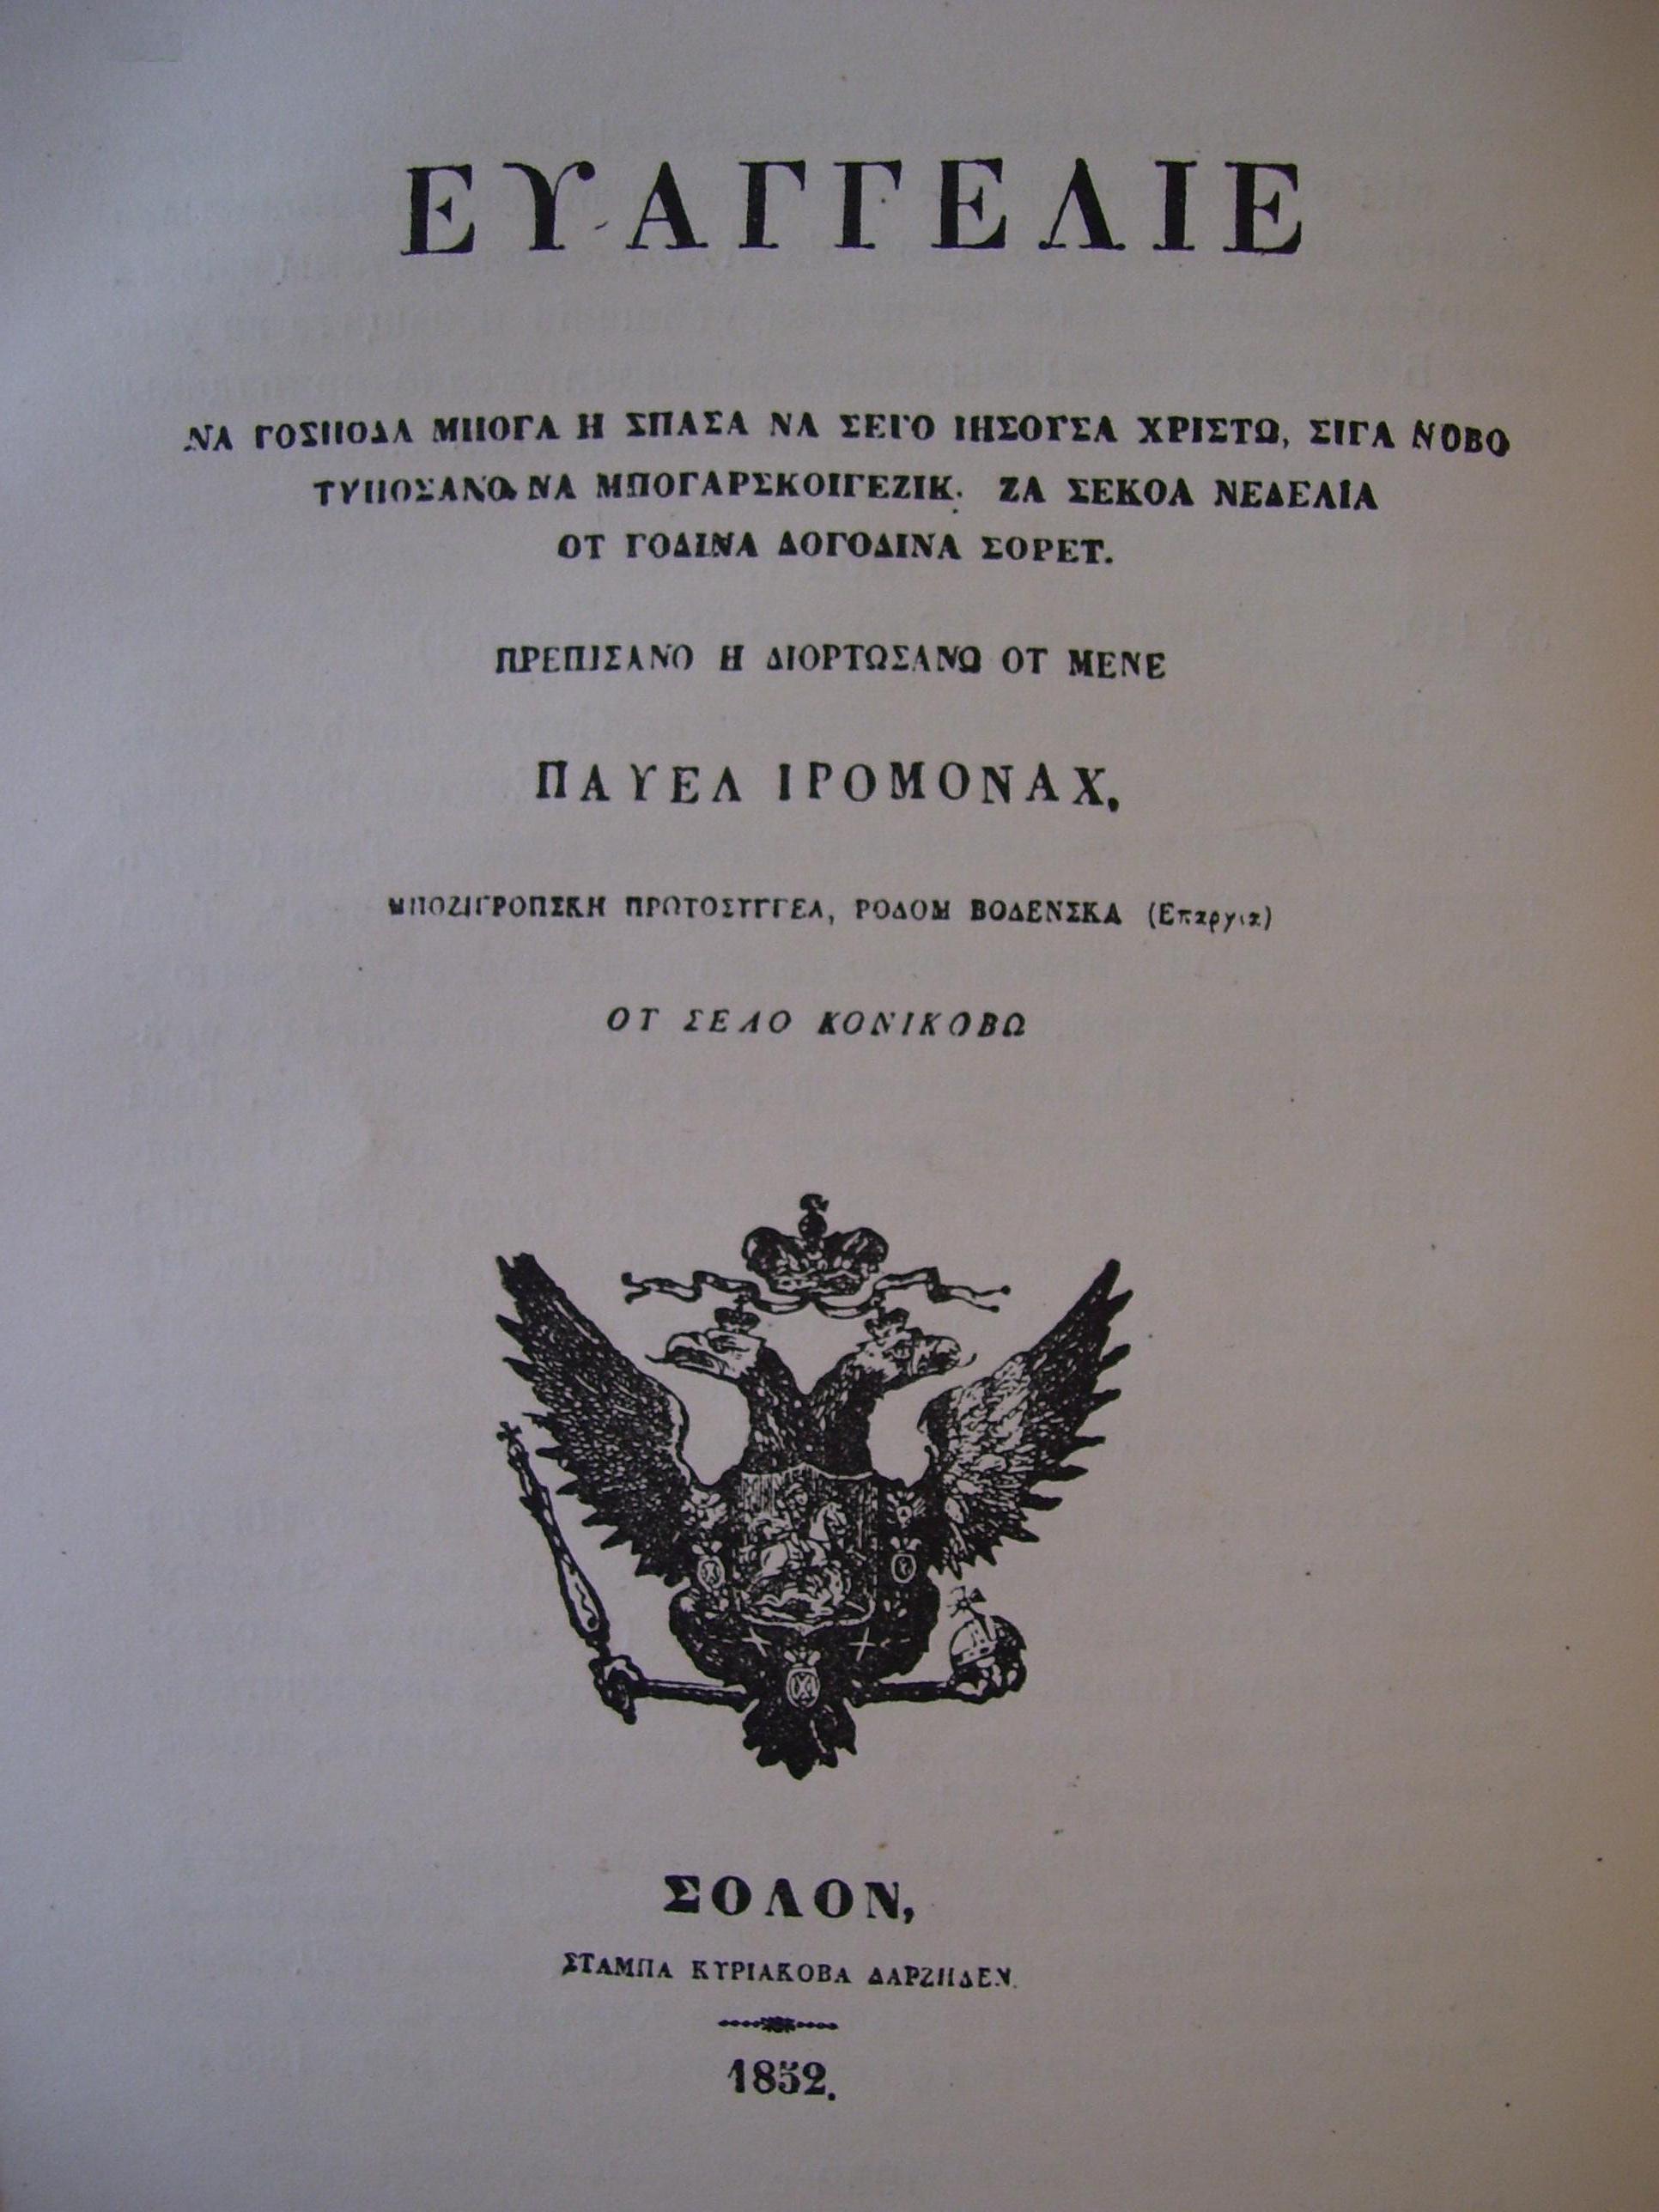 ΕΥΑΓΓΕΛΙΕ
ΝΑ ΓΟΣΠΟΔΑ ΜΠΟΓΑ Η ΣΠΑΣΑ ΝΑ ΣΕΓΟ ΙΗΣΟΥΣΑ ΧΡΙΣΤΩ, ΣΙΓΑ ΝΟΒΟ
ΤΥΠΟΣΑΝΟ ΝΑ ΜΠΟΓΑΡΣΚΟΙΓΕΖΙΚ. ΖΑ ΣΕΚΟΑ ΝΕΔΕΛΙΑ
ΟΤ ΓΟΔΙΝΑ ΔΟΓΟΔΙΝΑ ΣΟΡΕΤ.
ΠΡΕΠΙΣΑΝΟ Η ΔΙΟΡΤΩΣΑΝΩ ΟΤ ΜΕΝΕ
ΠΑΥΕΛ ΙΡΟΜΟΝΑΧ,
ΜΠΟΖΙΓΡΟΠΣΚΗ ΠΡΩΤΟΣΥΓΓΕΛ, ΡΟΔΟΜ ΒΟΔΕΝΣΚΑ (Επαργια)
ΟΤ ΣΕΛΟ ΚΟΝΙΚΟΒΩ
ΣΟΛΟΝ,
ΣΤΑΜΠΑ ΚΥΡΙΑΚΟΒΑ ΔΑΡΖΗΔΕΝ.
1852.